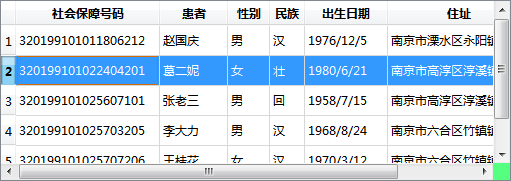 社会保障号码 患者 性别 民族 出生日期 住址
1 320199101011806212 赵国庆 男 汉 1976/12/5 南京市溧水区永阳镇
2 320199101022404201 葛二妮 女 壮 1980/6/21 南京市高淳区淳溪镇
3 320199101025607101 张老三 男 回 1958/7/15 南京市高淳区淳溪镇
4 320199101025703205 李大力 男 汉 1968/8/24 南京市六合区竹镇镇
5 320199101025707206 王桂花 女 汉 1970/3/12 南京市六合区竹镇镇